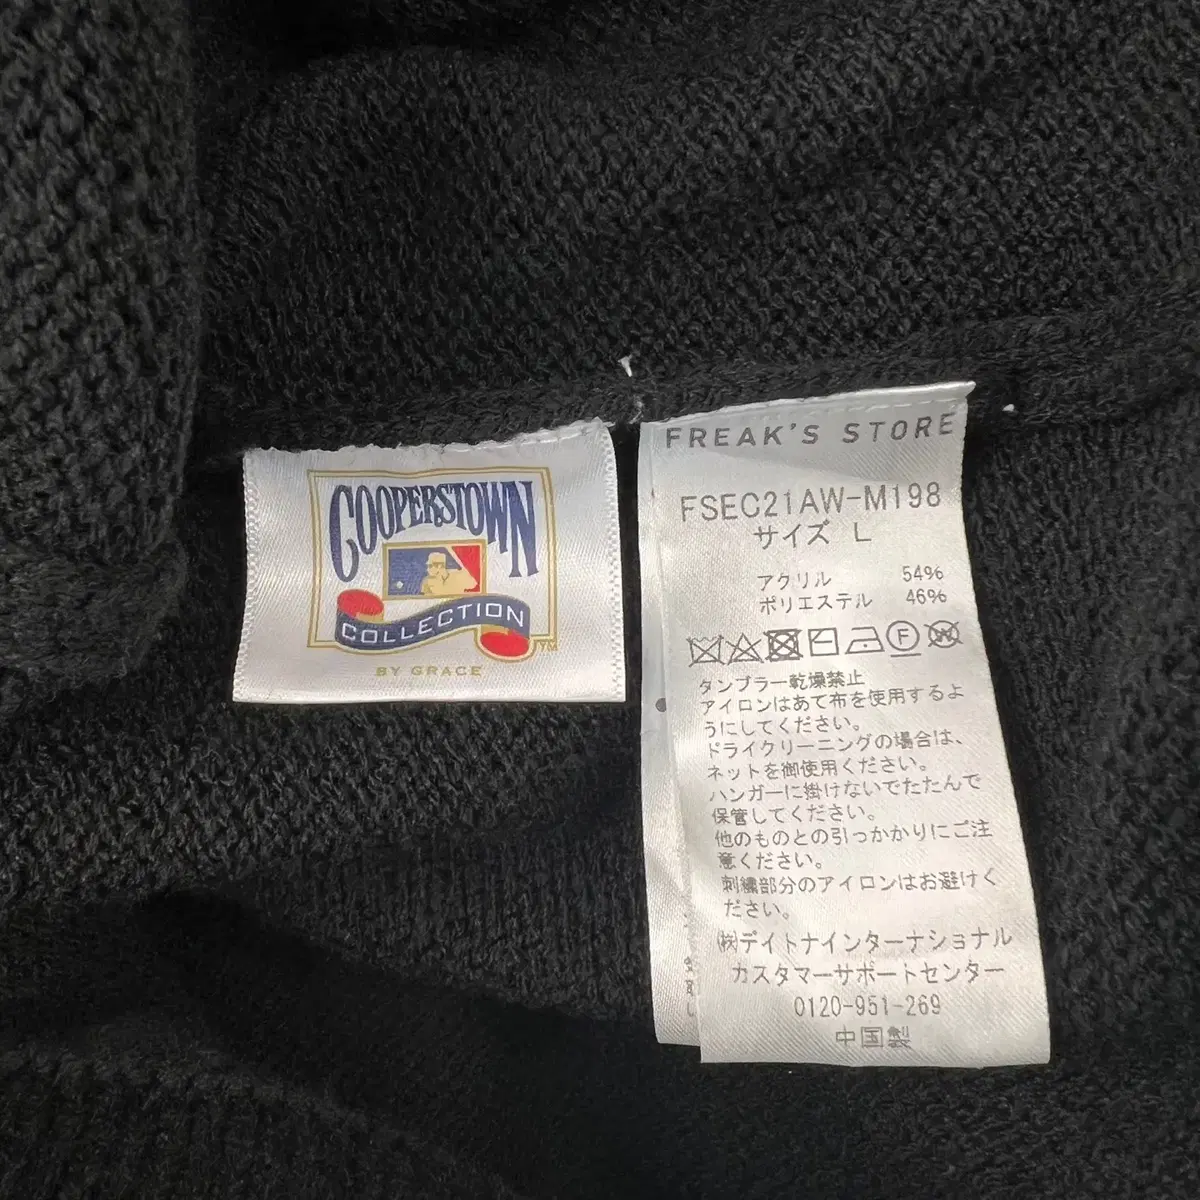 COOPERSTOWN
COLLECTION
TM
BY GRACE
FREAK'S STORE
FSEC21AW-M198
サイズ L
アクリル 54%
ポリエステル 46%
F
W
タンブラー乾燥禁止
アイロンはあて布を使用するよ
うにしてください。
ドライクリーニングの場合は、
ネットを御使用ください。
ハンガーに掛けないでたたんで
保管してください。
他のものとの引っかかりにご注
意ください。
刺繍部分のアイロンはお避けく
ださい。
㈱デイトナインターナショナル
カスタマーサポートセンター
0120-951-269
中国製